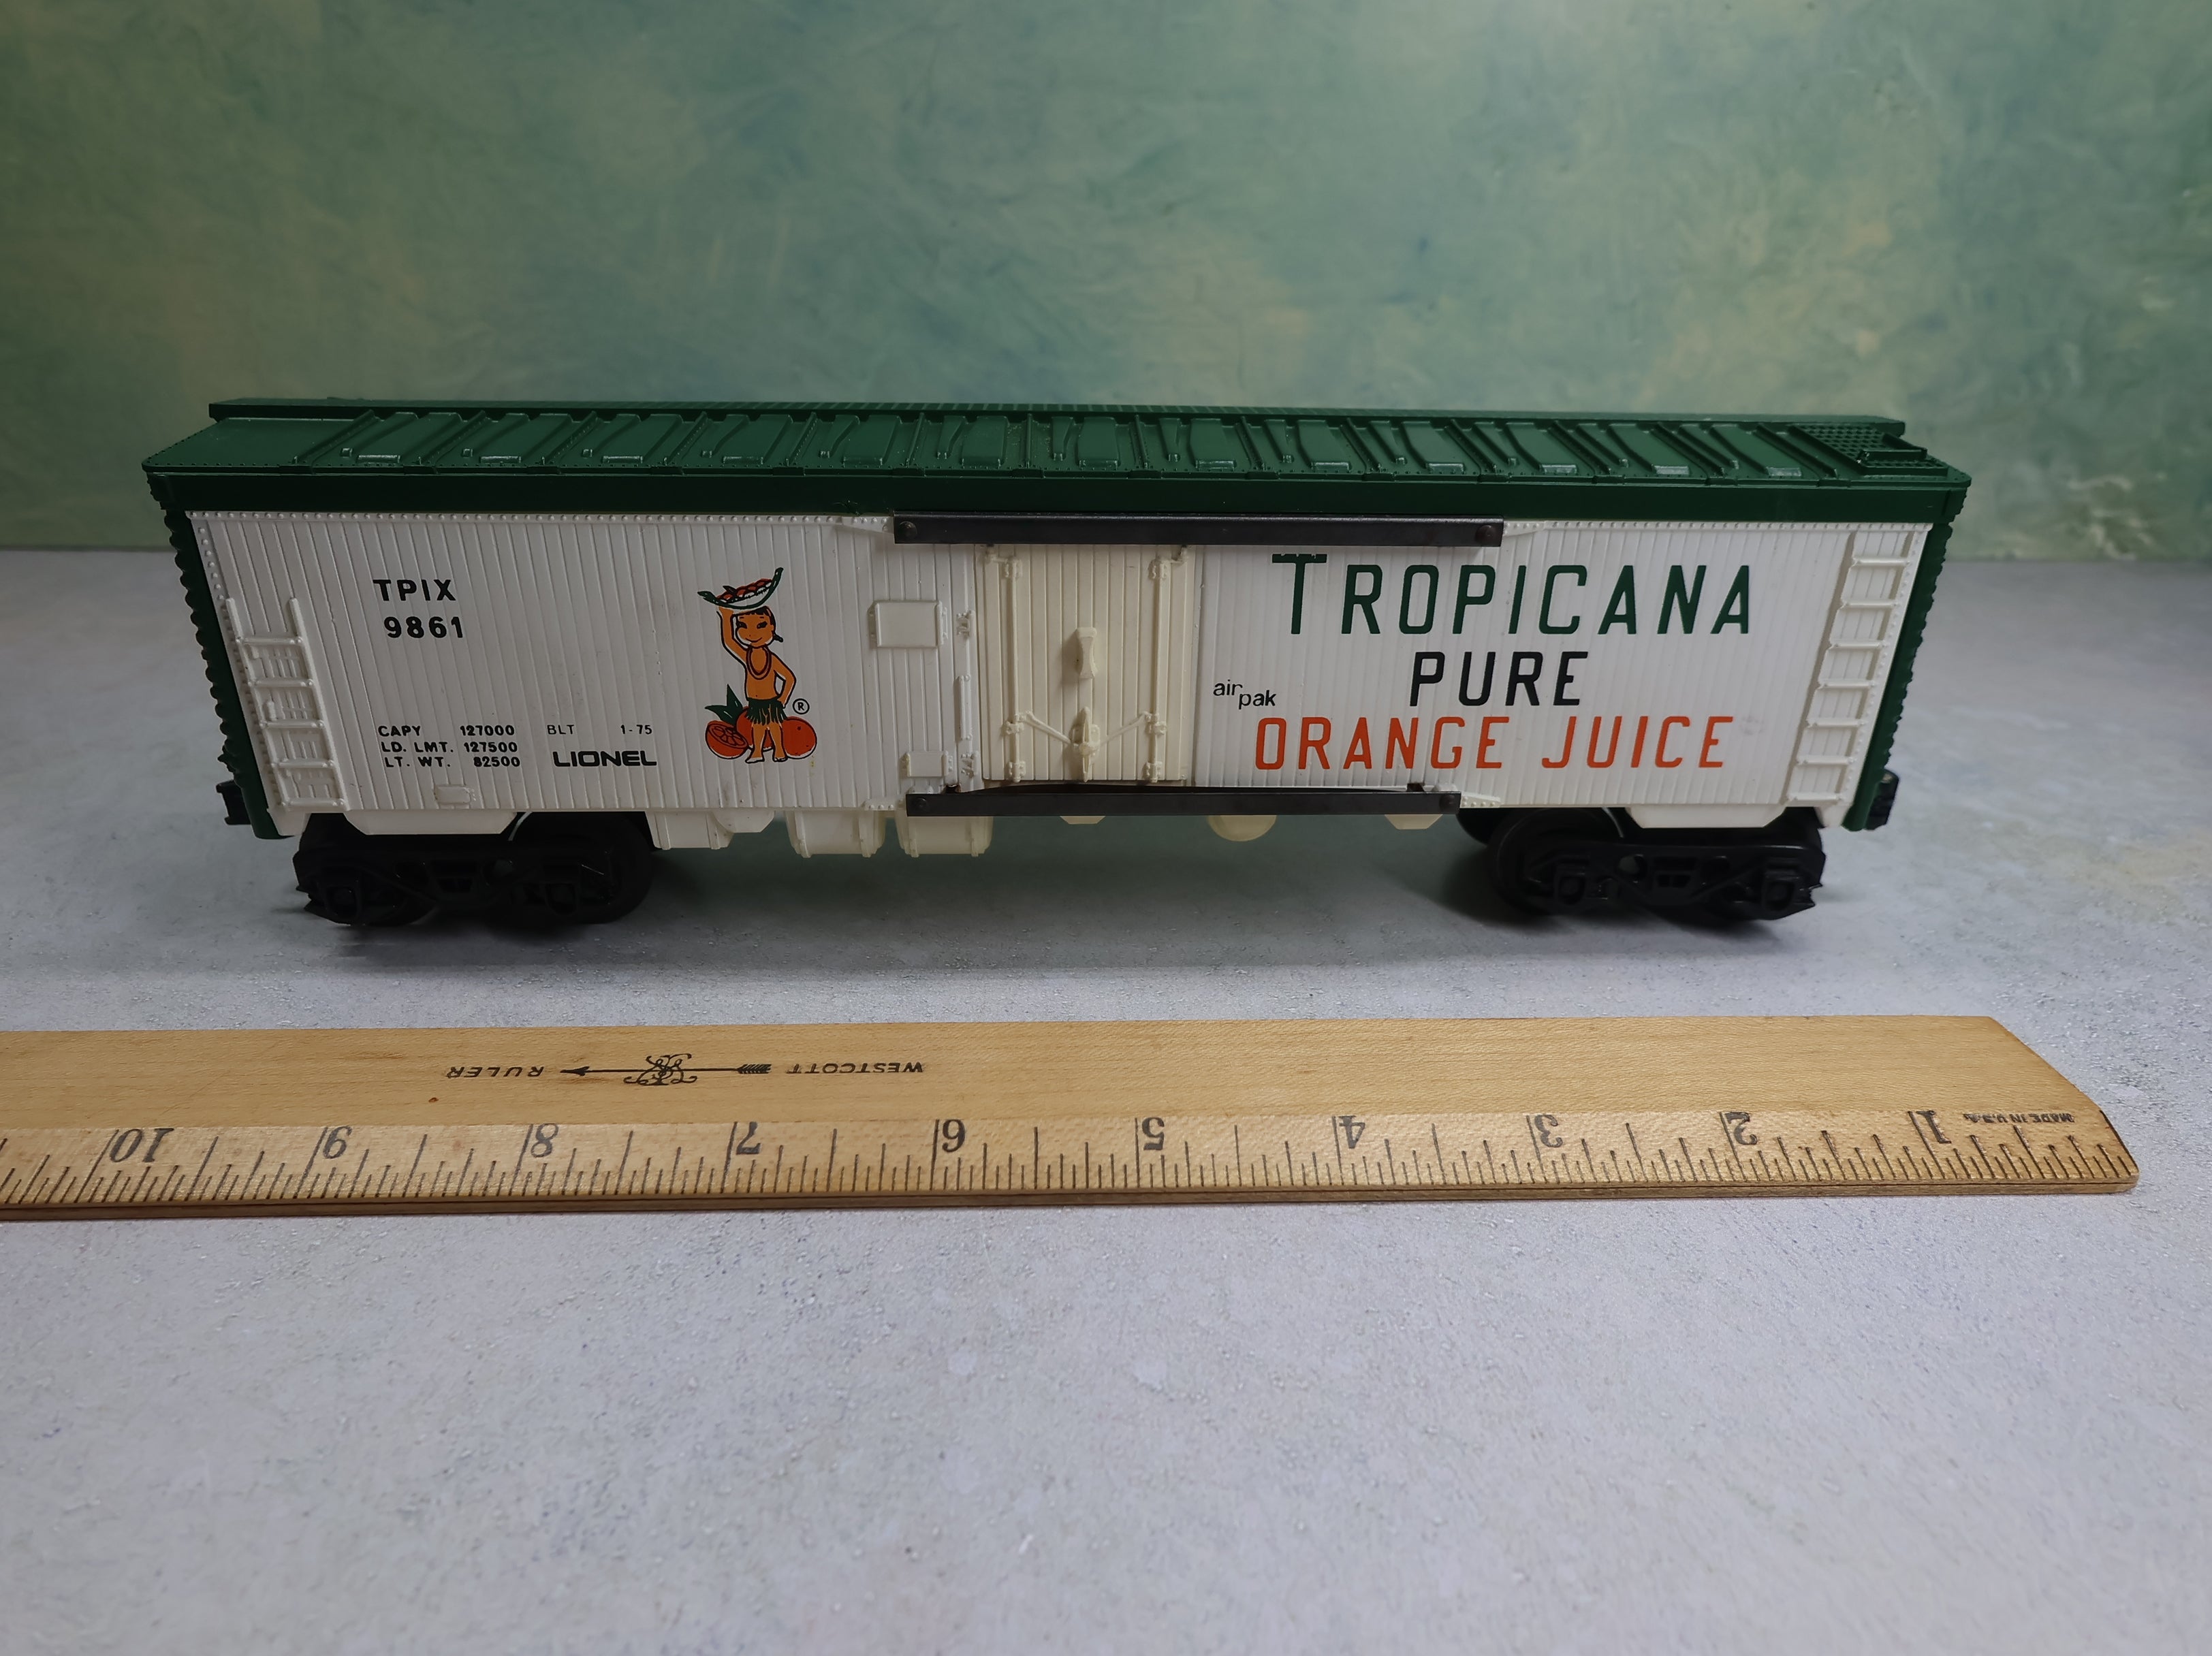 TPIX
9861
CAPY 127000
LD. LMT. 127500
LT. WT. 82500
BLT 1-75
LIONEL
®
TROPICANA
PURE
air pak
ORANGE JUICE
WESTCOTT RULER
MADE IN U.S.A.
1 2 3 4 5 6 7 8 9 10